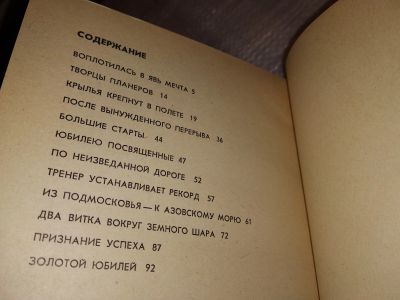 СОДЕРЖАНИЕ
ВОПЛОТИЛАСЬ В ЯВЬ МЕЧТА 5
ТВОРЦЫ ПЛАНЕРОВ 14
КРЫЛЬЯ КРЕПНУТ В ПОЛЕТЕ 19
ПОСЛЕ ВЫНУЖДЕННОГО ПЕРЕРЫВА 36
БОЛЬШИЕ СТАРТЫ 44
ЮБИЛЕЮ ПОСВЯЩЕННЫЕ 47
ПО НЕИЗВЕДАННОЙ ДОРОГЕ 52
ТРЕНЕР УСТАНАВЛИВАЕТ РЕКОРД 57
ИЗ ПОДМОСКОВЬЯ — К АЗОВСКОМУ МОРЮ 61
ДВА ВИТКА ВОКРУГ ЗЕМНОГО ШАРА 72
ПРИЗНАНИЕ УСПЕХА 87
ЗОЛОТОЙ ЮБИЛЕЙ 92